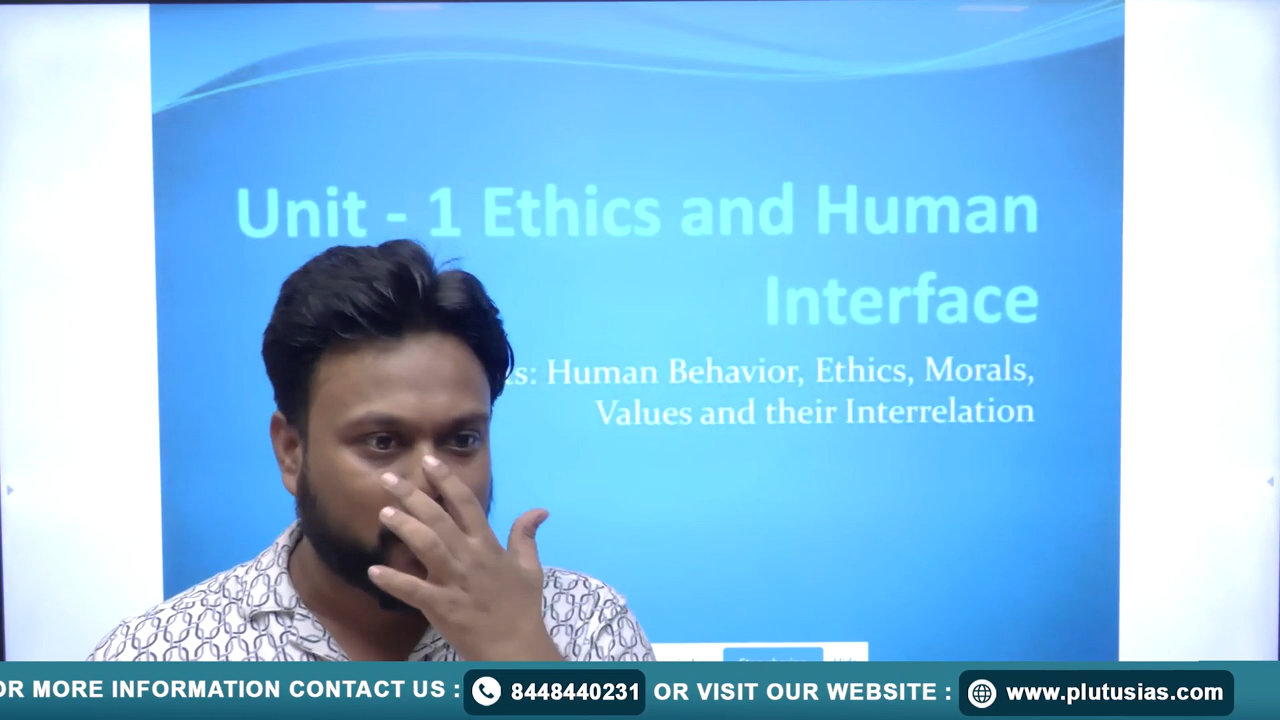 Unit - 1 Ethics and Human
Interface
Human Behavior, Ethics, Morals,
Values and their Interrelation
OR MORE INFORMATION CONTACT US : 8448440231 OR VISIT OUR WEBSITE : www.plutusias.com